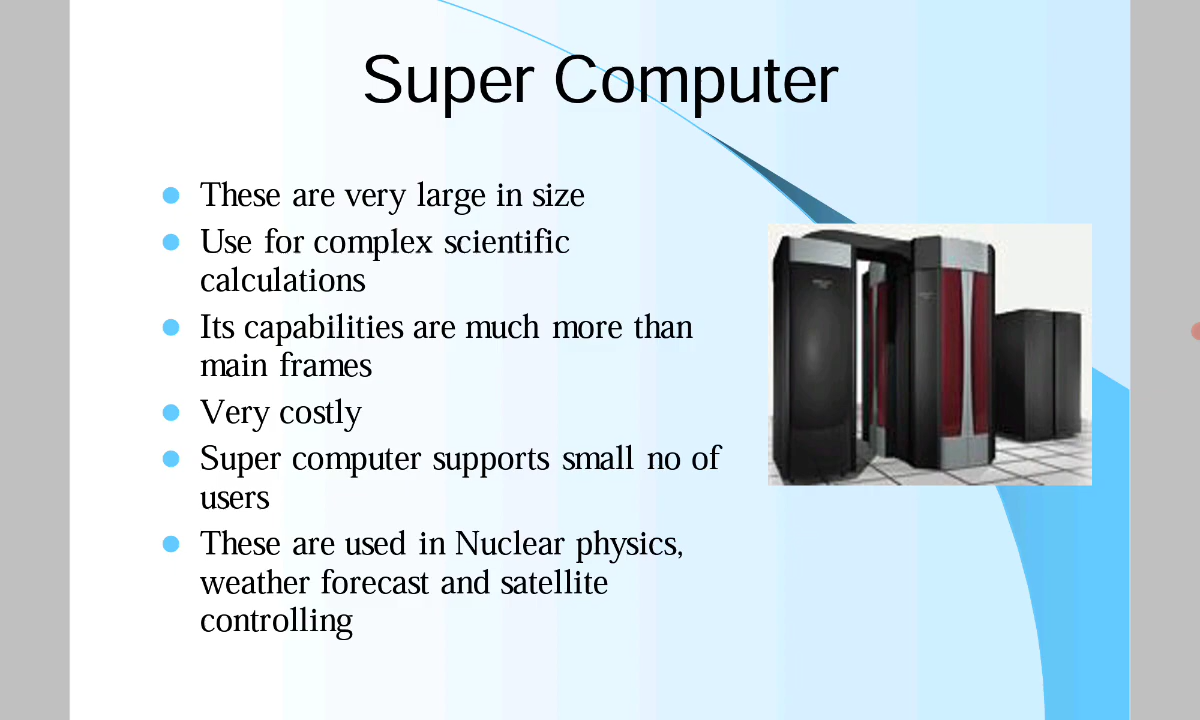 Super Computer
These are very large in size
Use for complex scientific
calculations
Its capabilities are much more than
main frames
Very costly
Super computer supports small no of
users
These are used in Nuclear physics,
weather forecast and satellite
controlling